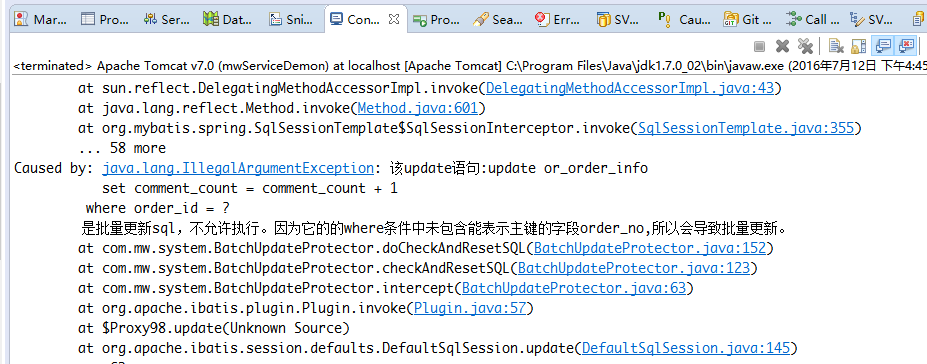 Mar... Pro... Ser... Dat... Sni... Con... Pro... Sea... Err... SV... Cau... Git ... Call ... SV...
<terminated> Apache Tomcat v7.0 (mwServiceDemon) at localhost [Apache Tomcat] C:\Program Files\Java\jdk1.7.0_02\bin\javaw.exe (2016年7月12日 下午4:45
at sun.reflect.DelegatingMethodAccessorImpl.invoke(DelegatingMethodAccessorImpl.java:43)
at java.lang.reflect.Method.invoke(Method.java:601)
at org.mybatis.spring.SqlSessionTemplate$SqlSessionInterceptor.invoke(SqlSessionTemplate.java:355)
... 58 more
Caused by: java.lang.IllegalArgumentException: 该update语句:update or_order_info
set comment_count = comment_count + 1
where order_id = ?
是批量更新sql，不允许执行。因为它的的where条件中未包含能表示主键的字段order_no,所以会导致批量更新。
at com.mw.system.BatchUpdateProtector.doCheckAndResetSQL(BatchUpdateProtector.java:152)
at com.mw.system.BatchUpdateProtector.checkAndResetSQL(BatchUpdateProtector.java:123)
at com.mw.system.BatchUpdateProtector.intercept(BatchUpdateProtector.java:63)
at org.apache.ibatis.plugin.Plugin.invoke(Plugin.java:57)
at $Proxy98.update(Unknown Source)
at org.apache.ibatis.session.defaults.DefaultSqlSession.update(DefaultSqlSession.java:145)